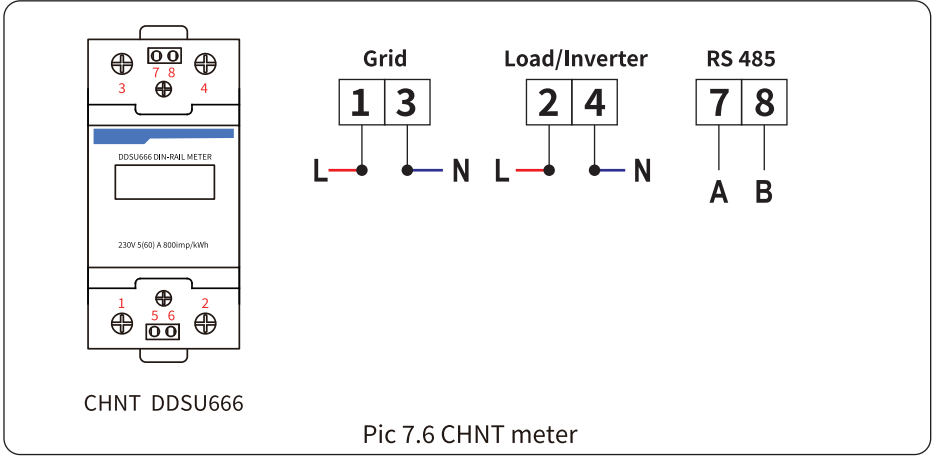 7 8
3 4
DDSU666 DIN-RAIL METER
230V 5(60) A 800imp/kWh
1 2
5 6
CHNT DDSU666
Grid
1 3
L N
Load/Inverter
2 4
L N
RS 485
7 8
A B
Pic 7.6 CHNT meter